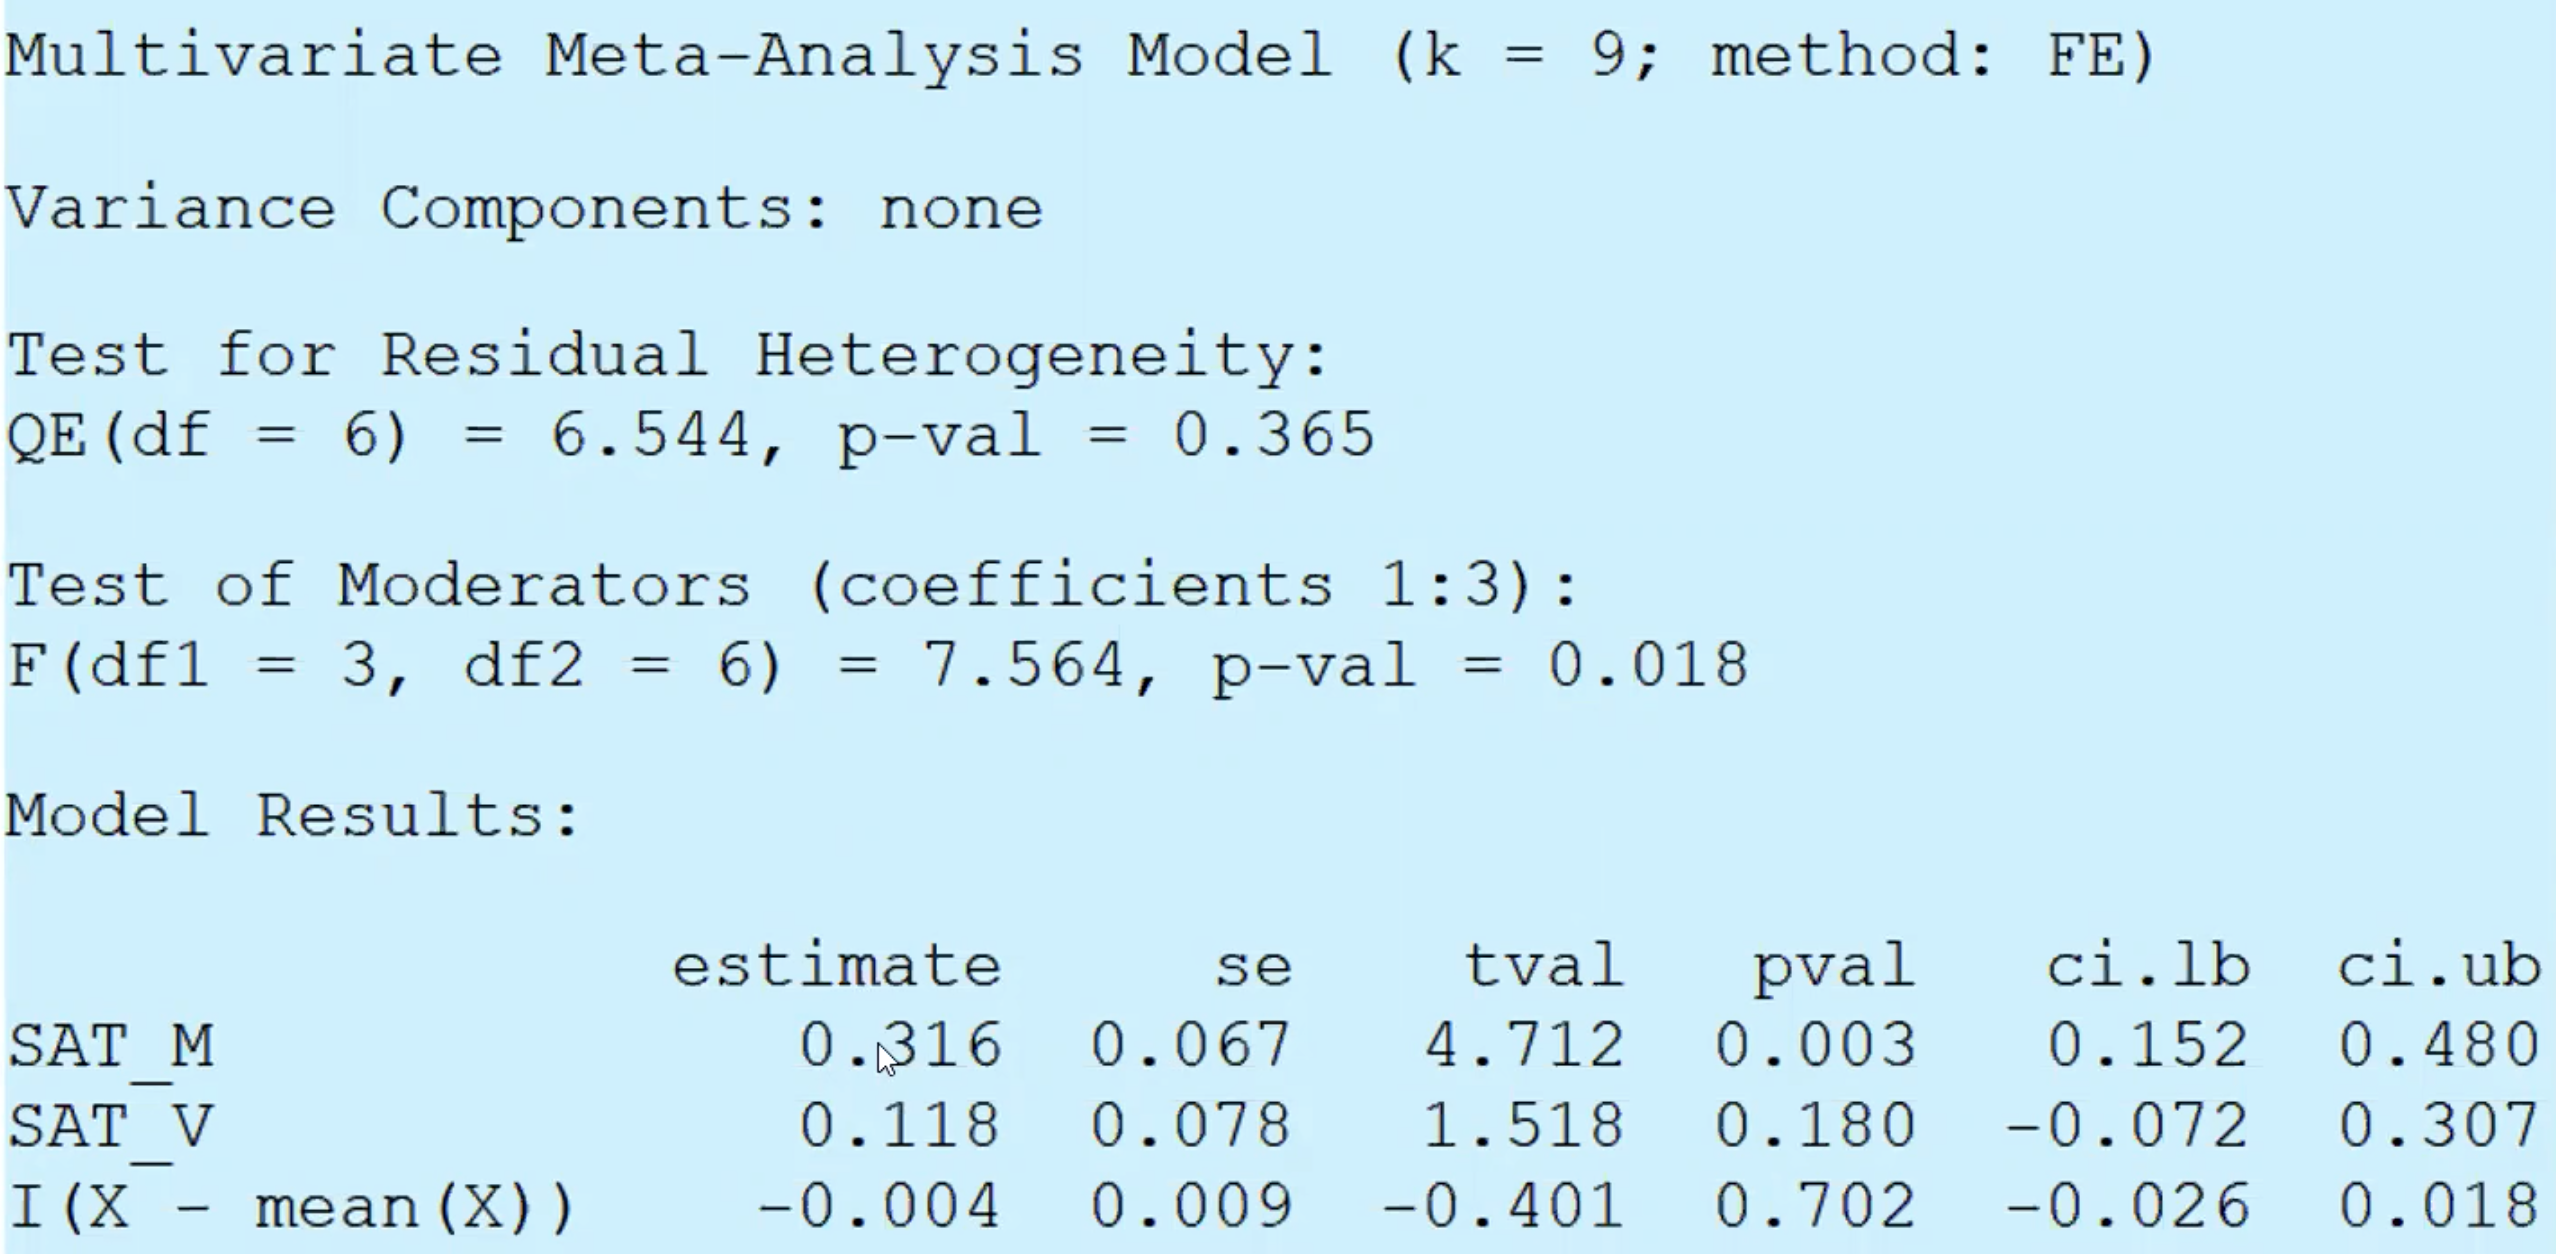 Multivariate Meta-Analysis Model (k = 9; method: FE)
Variance Components: none
Test for Residual Heterogeneity:
QE(df = 6) = 6.544, p-val = 0.365
Test of Moderators (coefficients 1:3):
F(df1 = 3, df2 = 6) = 7.564, p-val = 0.018
Model Results:
estimate se tval pval ci.lb ci.ub
SAT_M 0.316 0.067 4.712 0.003 0.152 0.480
SAT_V 0.118 0.078 1.518 0.180 -0.072 0.307
I(X - mean(X)) -0.004 0.009 -0.401 0.702 -0.026 0.018